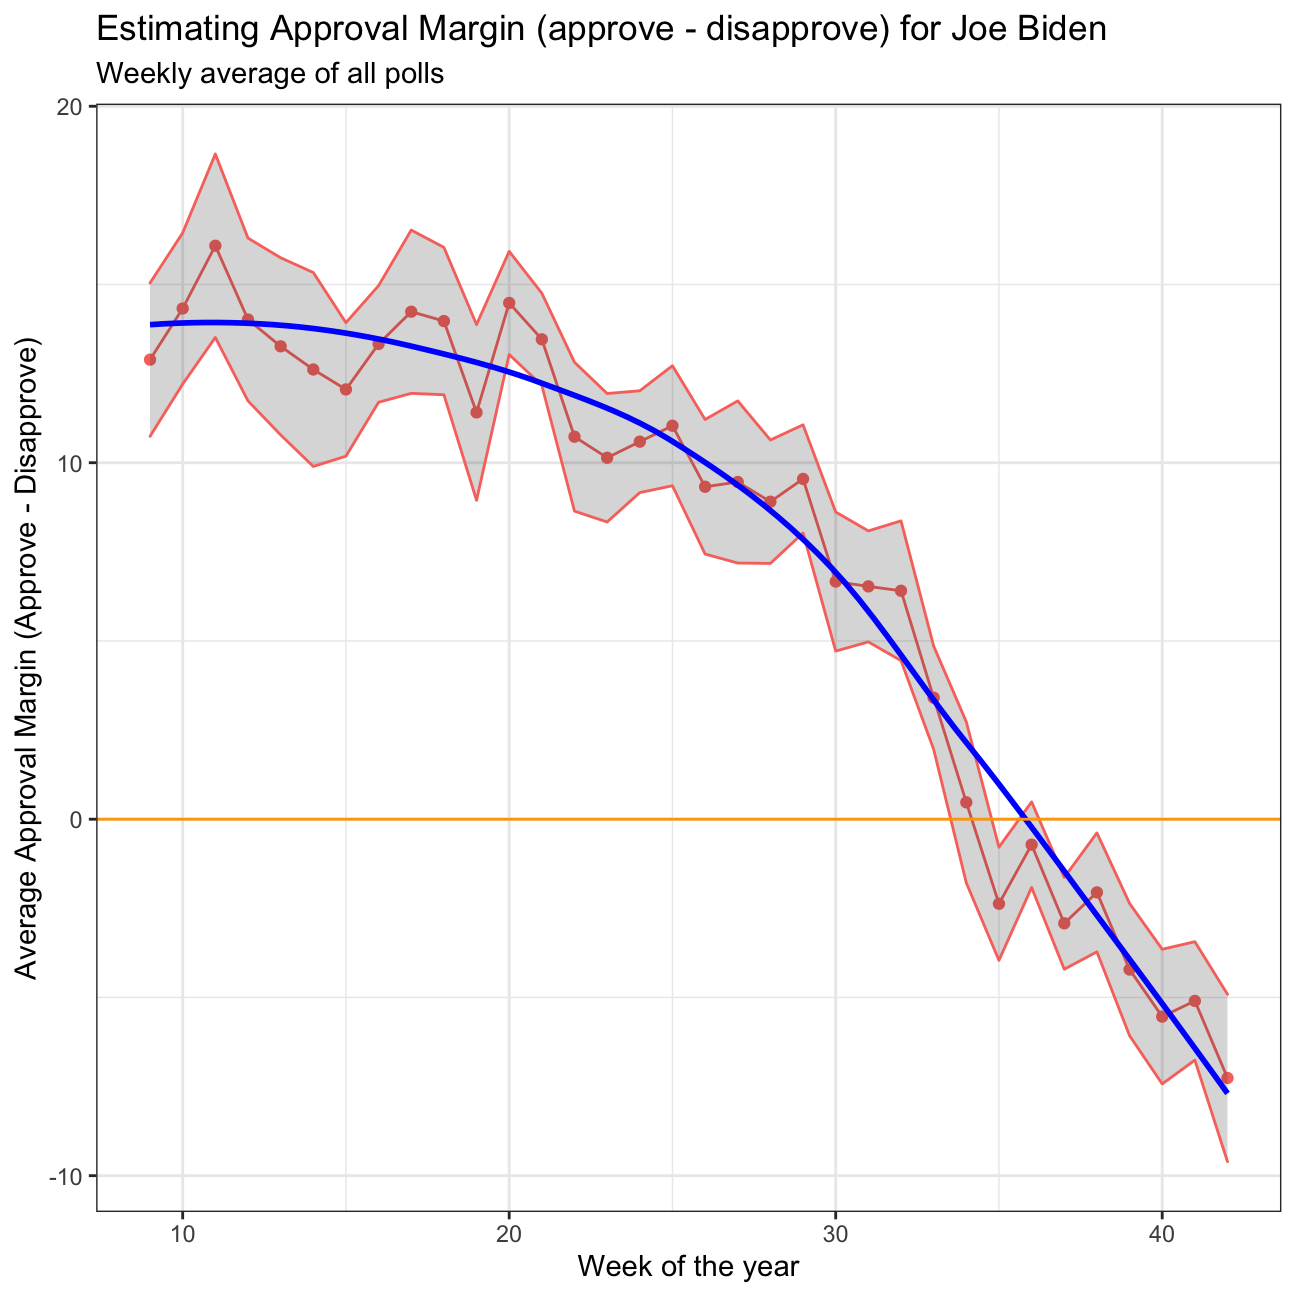 Estimating Approval Margin (approve - disapprove) for Joe Biden
Weekly average of all polls
Average Approval Margin (Approve - Disapprove)
20
10
0
-10
10
20
30
40
Week of the year